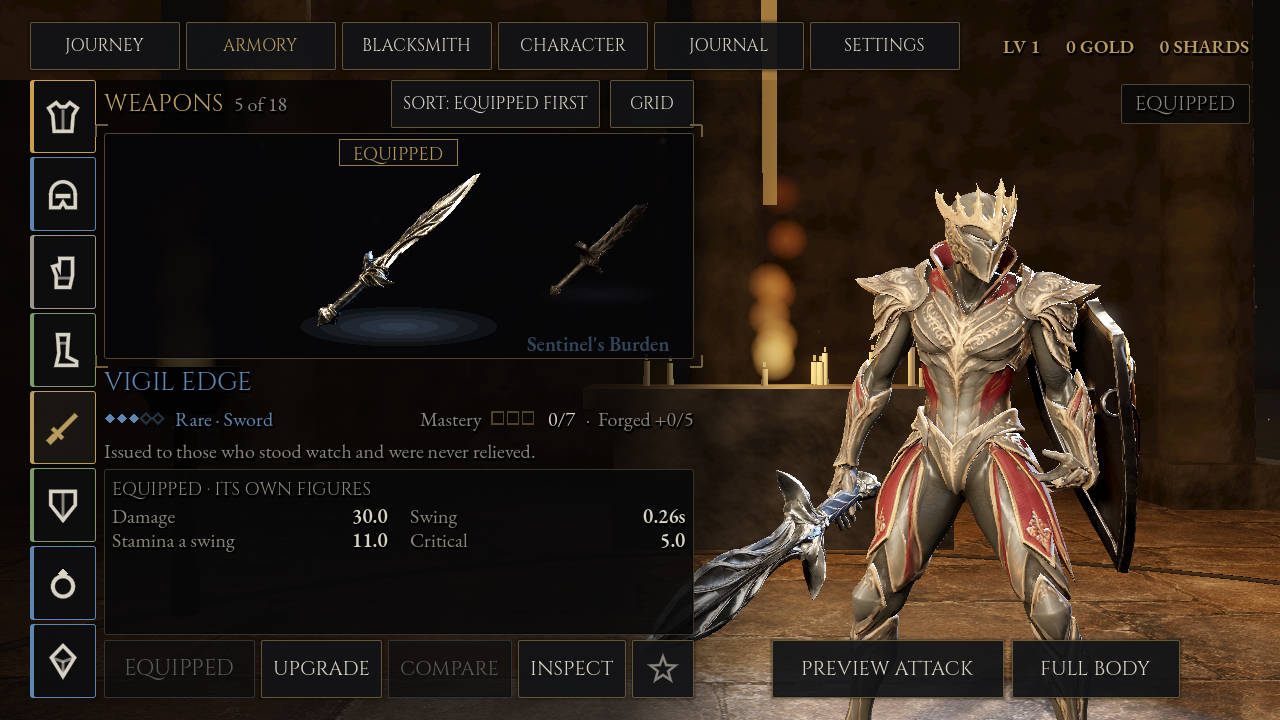 JOURNEY
ARMORY
BLACKSMITH
CHARACTER
JOURNAL
SETTINGS
LV 1
0 GOLD
0 SHARDS
WEAPONS 5 of 18
SORT: EQUIPPED FIRST
GRID
EQUIPPED
EQUIPPED
Sentinel's Burden
VIGIL EDGE
Rare · Sword
Mastery 0/7 · Forged +0/5
Issued to those who stood watch and were never relieved.
EQUIPPED · ITS OWN FIGURES
Damage 30.0 Swing 0.26s
Stamina a swing 11.0 Critical 5.0
EQUIPPED
UPGRADE
COMPARE
INSPECT
PREVIEW ATTACK
FULL BODY